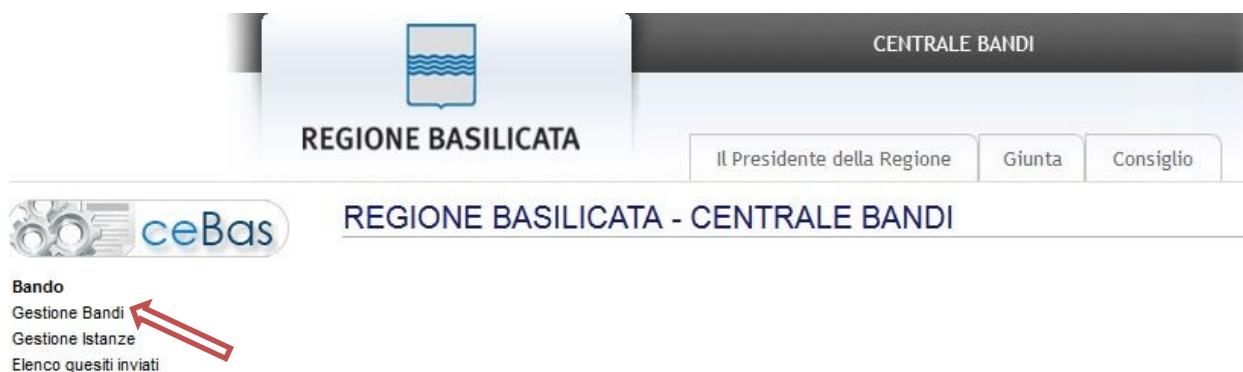 CENTRALE BANDI
REGIONE BASILICATA
Il Presidente della Regione Giunta Consiglio
ceBas
REGIONE BASILICATA - CENTRALE BANDI
Bando
Gestione Bandi
Gestione Istanze
Elenco quesiti inviati